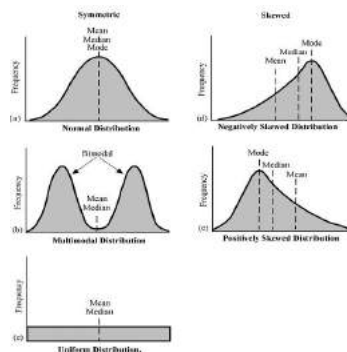 Symmetric
Mean
Median
Mode
Frequency
(a)
Normal Distribution
Bimodal
Mean
Median
Frequency
(b)
Multimodal Distribution
Mean
Median
Frequency
Uniform Distribution.
Skewed
Mode
Median
Mean
Frequency
(d)
Negatively Skewed Distribution
Mode
Median
Mean
Frequency
Positively Skewed Distribution